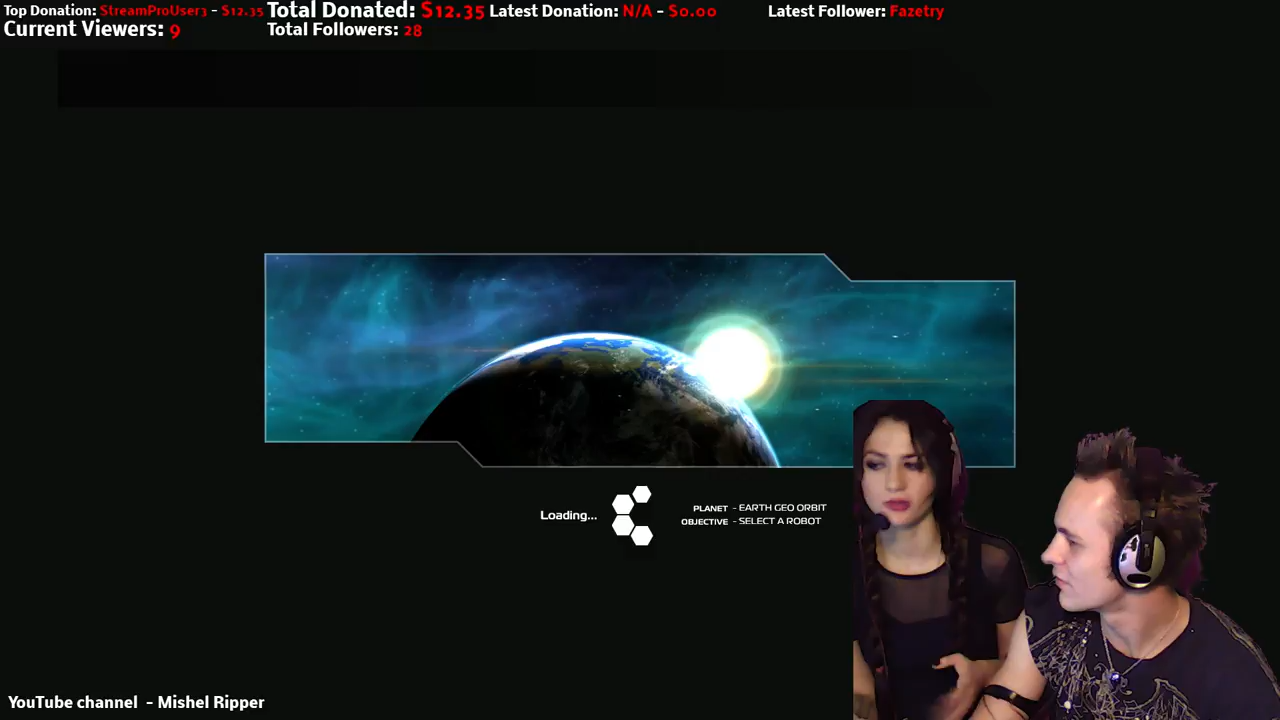 Top Donation: StreamProUser3 - $12.35 Total Donated: $12.35 Latest Donation: N/A - $0.00 Latest Follower: Fazetry
Current Viewers: 9 Total Followers: 28
Loading...
PLANET - EARTH GEO ORBIT
OBJECTIVE - SELECT A ROBOT
YouTube channel - Mishel Ripper